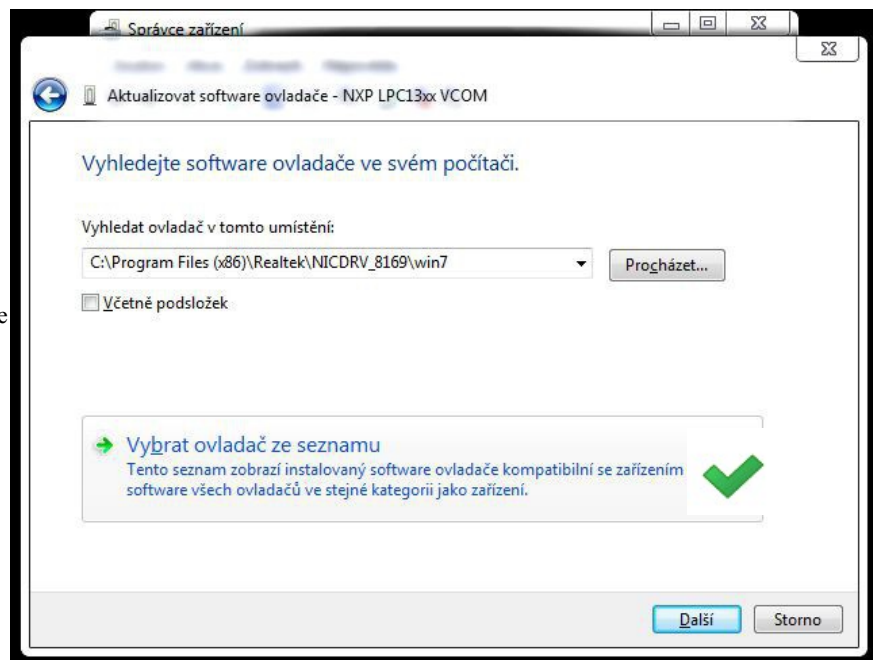 Správce zařízení
Aktualizovat software ovladače - NXP LPC13xx VCOM
Vyhledejte software ovladače ve svém počítači.
Vyhledat ovladač v tomto umístění:
C:\Program Files (x86)\Realtek\NICDRV_8169\win7
Procházet...
Včetně podsložek
e
Vybrat ovladač ze seznamu
Tento seznam zobrazí instalovaný software ovladače kompatibilní se zařízením
software všech ovladačů ve stejné kategorii jako zařízení.
Další
Storno